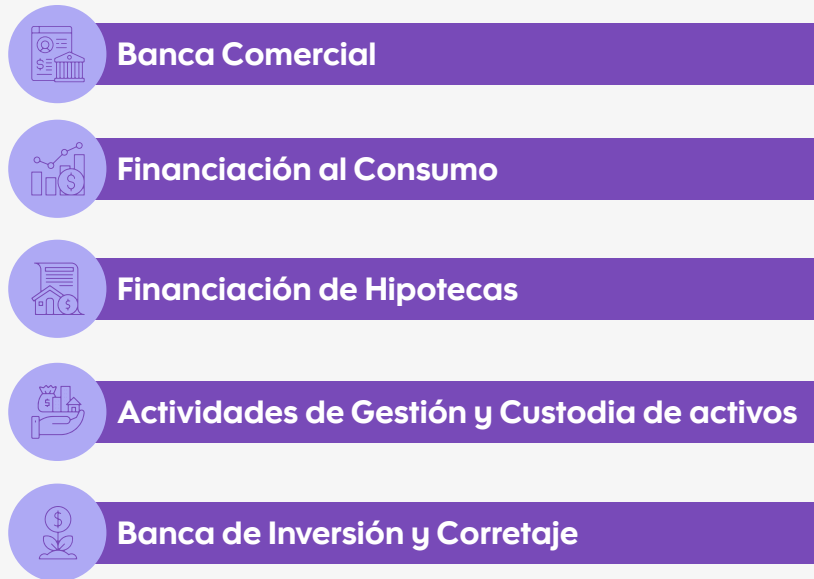 Banca Comercial
Financiación al Consumo
Financiación de Hipotecas
Actividades de Gestión y Custodia de activos
Banca de Inversión y Corretaje